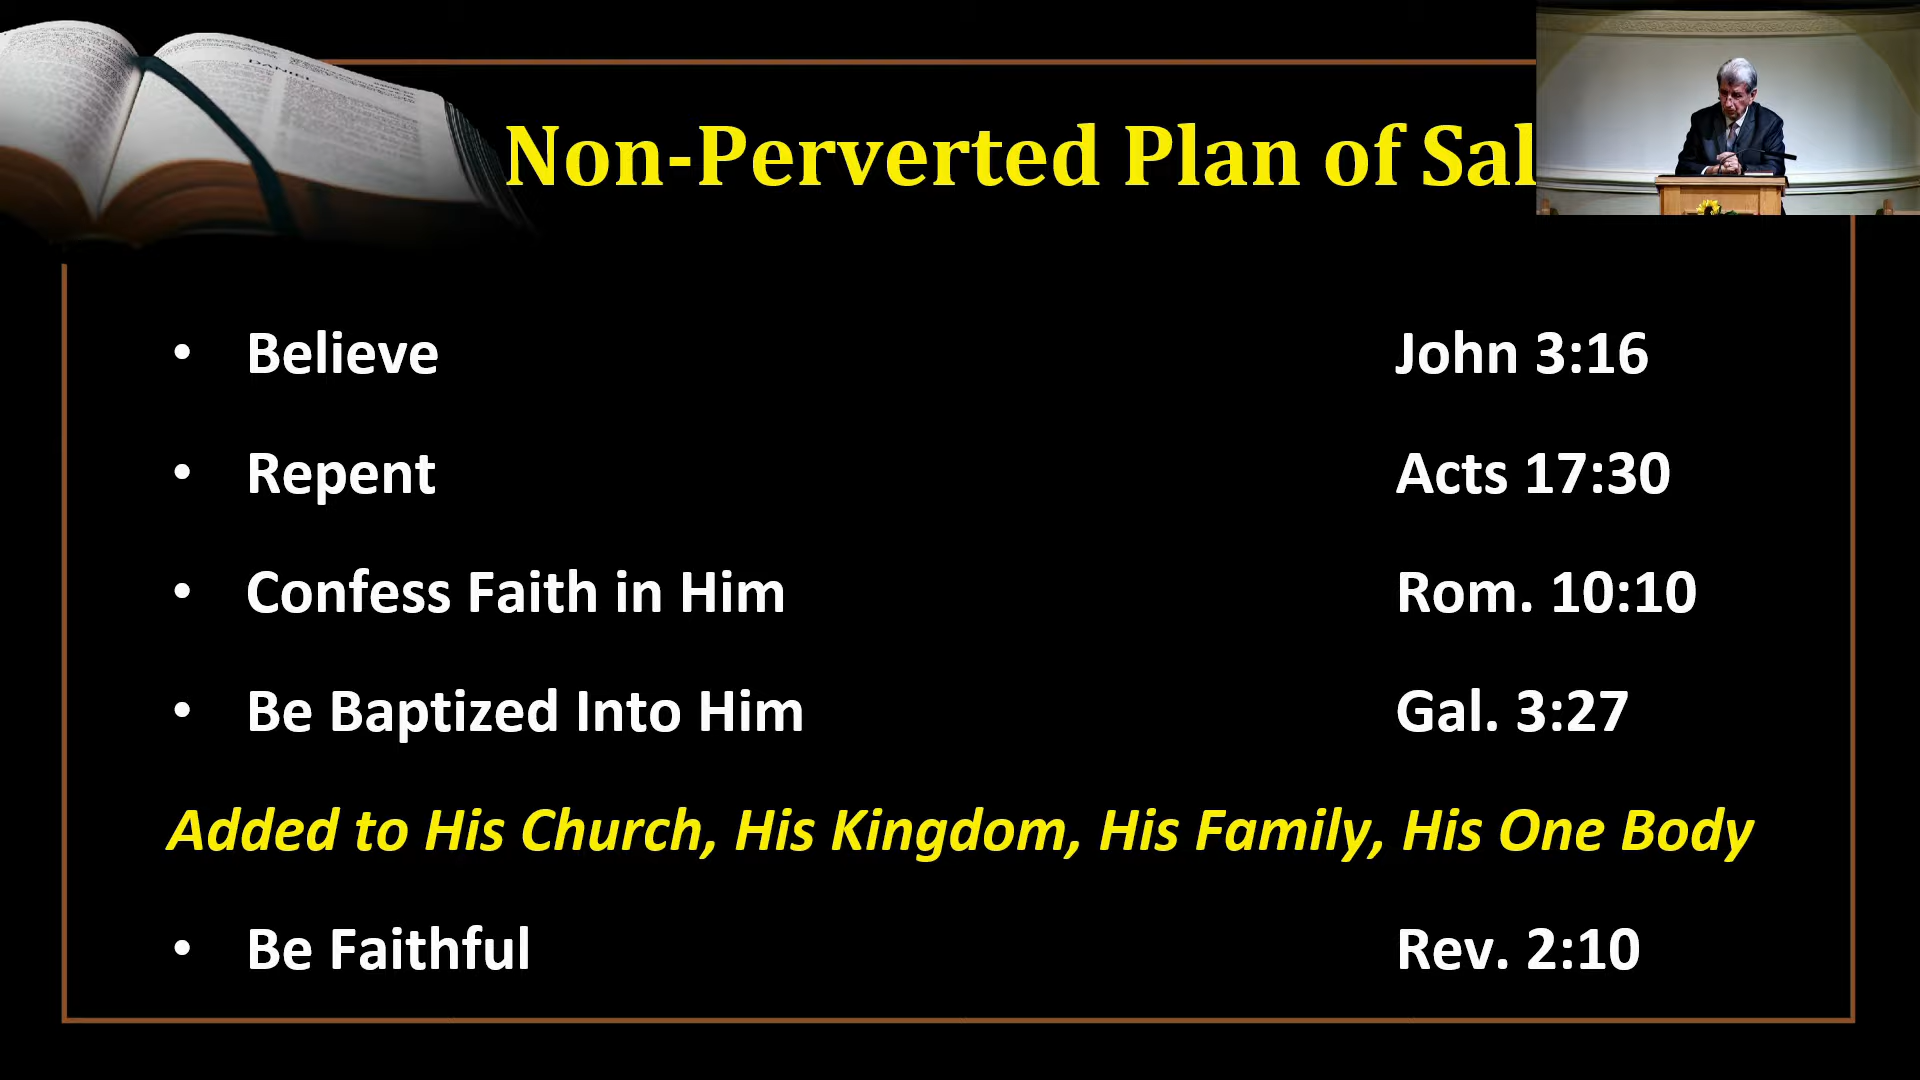 DANIEL
Non-Perverted Plan of Sal
• Believe John 3:16
• Repent Acts 17:30
• Confess Faith in Him Rom. 10:10
• Be Baptized Into Him Gal. 3:27
Added to His Church, His Kingdom, His Family, His One Body
• Be Faithful Rev. 2:10